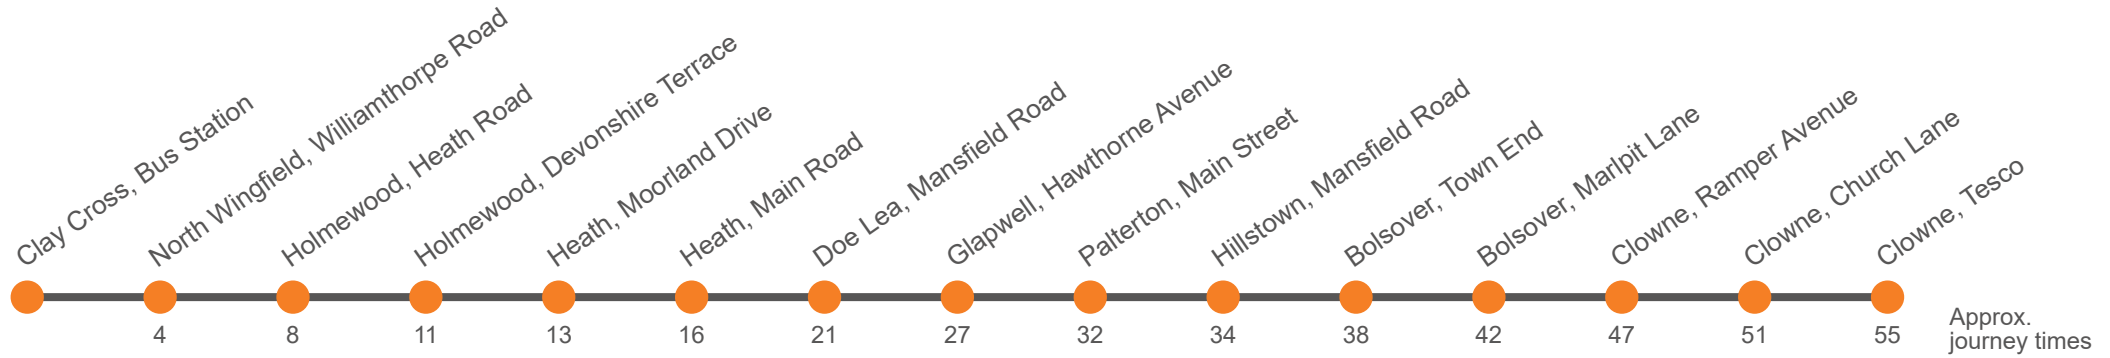 Clay Cross, Bus Station
North Wingfield, Williamthorpe Road
Holmewood, Heath Road
Holmewood, Devonshire Terrace
Heath, Moorland Drive
Heath, Main Road
Doe Lea, Mansfield Road
Glapwell, Hawthorne Avenue
Palterton, Main Street
Hillstown, Mansfield Road
Bolsover, Town End
Bolsover, Marlpit Lane
Clowne, Ramper Avenue
Clowne, Church Lane
Clowne, Tesco
4 8 11 13 16 21 27 32 34 38 42 47 51 55
Approx.
journey times